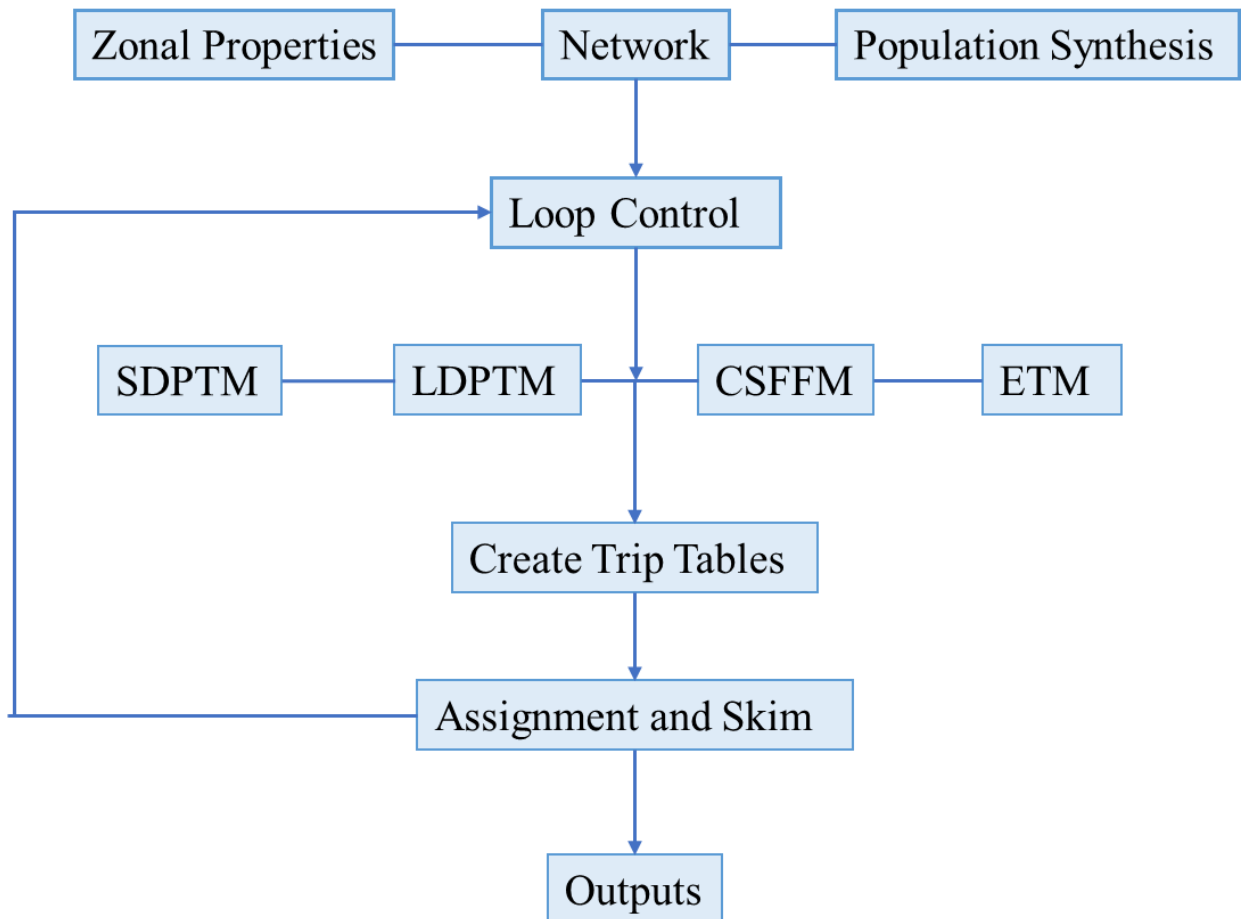 Zonal Properties
Network
Population Synthesis
Loop Control
SDPTM
LDPTM
CSFFM
ETM
Create Trip Tables
Assignment and Skim
Outputs